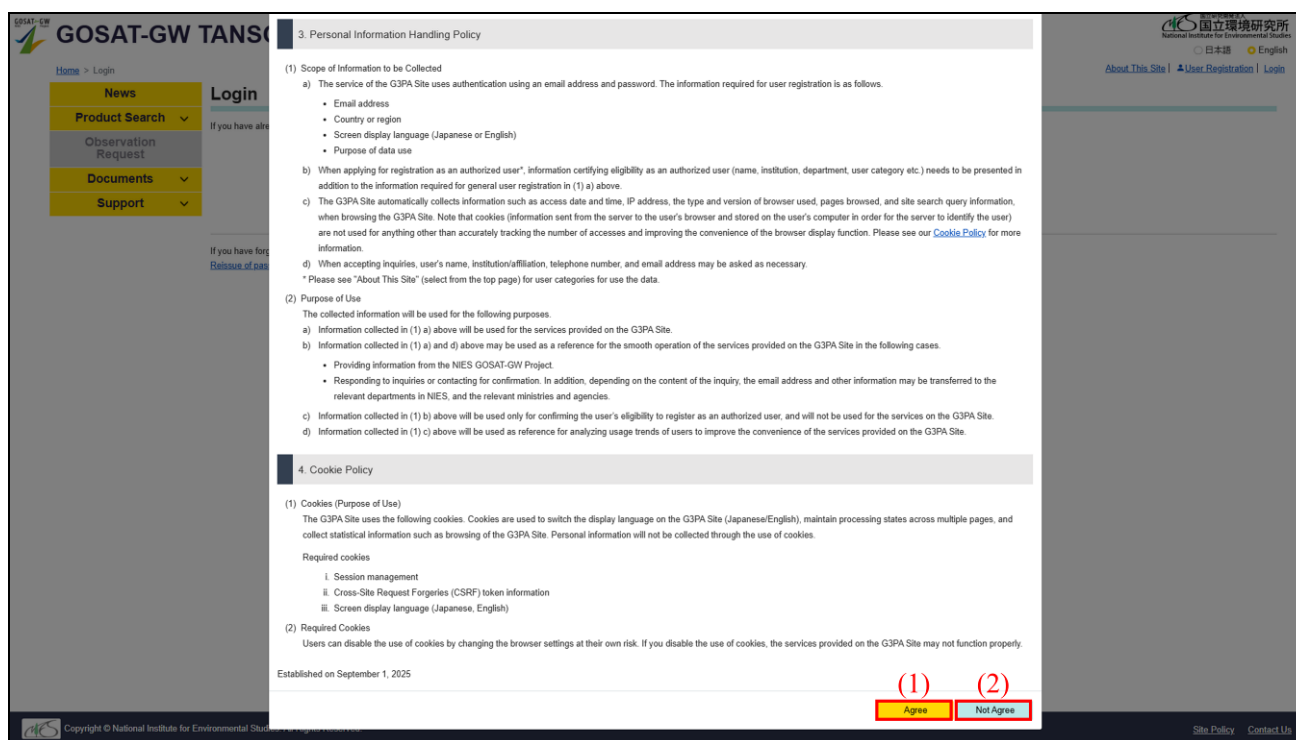 GOSAT-GW
GOSAT-GW TANSO
国立研究開発法人
国立環境研究所
National Institute for Environmental Studies
日本語 English
Home > Login
About This Site | User Registration | Login
News
Product Search
Observation
Request
Documents
Support
Login
If you have alre
If you have forg
Reissue of pas
3. Personal Information Handling Policy
(1) Scope of Information to be Collected
a) The service of the G3PA Site uses authentication using an email address and password. The information required for user registration is as follows.
• Email address
• Country or region
• Screen display language (Japanese or English)
• Purpose of data use
b) When applying for registration as an authorized user*, information certifying eligibility as an authorized user (name, institution, department, user category etc.) needs to be presented in
addition to the information required for general user registration in (1) a) above.
c) The G3PA Site automatically collects information such as access date and time, IP address, the type and version of browser used, pages browsed, and site search query information,
when browsing the G3PA Site. Note that cookies (information sent from the server to the user's browser and stored on the user's computer in order for the server to identify the user)
are not used for anything other than accurately tracking the number of accesses and improving the convenience of the browser display function. Please see our Cookie Policy for more
information.
d) When accepting inquiries, user's name, institution/affiliation, telephone number, and email address may be asked as necessary.
* Please see "About This Site" (select from the top page) for user categories for use the data.
(2) Purpose of Use
The collected information will be used for the following purposes.
a) Information collected in (1) a) above will be used for the services provided on the G3PA Site.
b) Information collected in (1) a) and d) above may be used as a reference for the smooth operation of the services provided on the G3PA Site in the following cases.
• Providing information from the NIES GOSAT-GW Project.
• Responding to inquiries or contacting for confirmation. In addition, depending on the content of the inquiry, the email address and other information may be transferred to the
relevant departments in NIES, and the relevant ministries and agencies.
c) Information collected in (1) b) above will be used only for confirming the user's eligibility to register as an authorized user, and will not be used for the services on the G3PA Site.
d) Information collected in (1) c) above will be used as reference for analyzing usage trends of users to improve the convenience of the services provided on the G3PA Site.
4. Cookie Policy
(1) Cookies (Purpose of Use)
The G3PA Site uses the following cookies. Cookies are used to switch the display language on the G3PA Site (Japanese/English), maintain processing states across multiple pages, and
collect statistical information such as browsing of the G3PA Site. Personal information will not be collected through the use of cookies.
Required cookies
i. Session management
ii. Cross-Site Request Forgeries (CSRF) token information
iii. Screen display language (Japanese, English)
(2) Required Cookies
Users can disable the use of cookies by changing the browser settings at their own risk. If you disable the use of cookies, the services provided on the G3PA Site may not function properly.
Established on September 1, 2025
(1) (2)
Agree Not Agree
Copyright © National Institute for Environmental Studies. All Rights Reserved.
Site Policy Contact Us